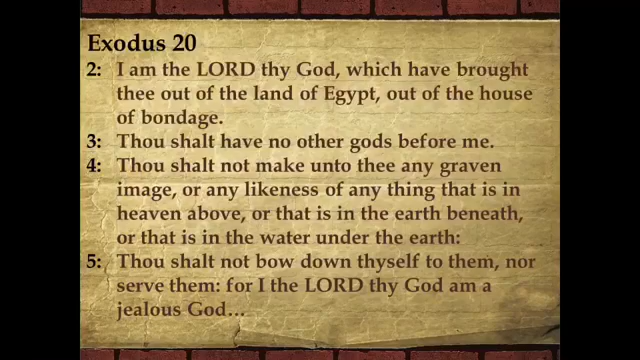 Exodus 20
2: I am the LORD thy God, which have brought
thee out of the land of Egypt, out of the house
of bondage.
3: Thou shalt have no other gods before me.
4: Thou shalt not make unto thee any graven
image, or any likeness of any thing that is in
heaven above, or that is in the earth beneath,
or that is in the water under the earth:
5: Thou shalt not bow down thyself to them, nor
serve them: for I the LORD thy God am a
jealous God…